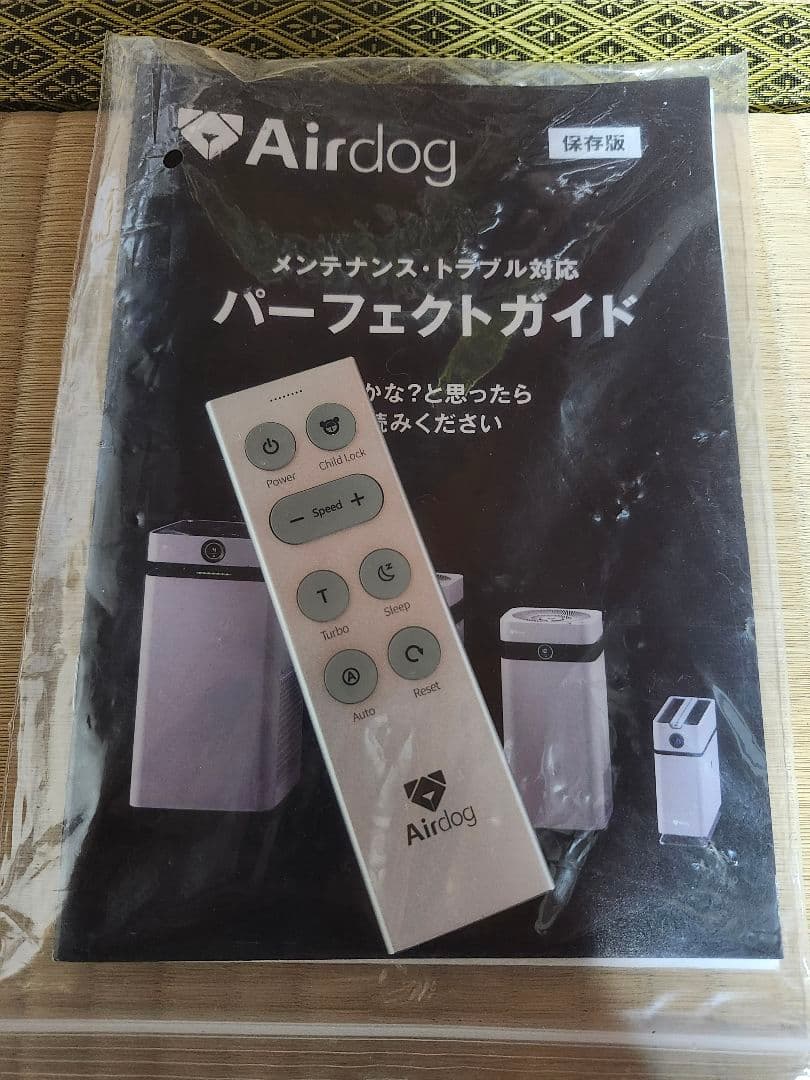 Airdog
保存版
メンテナンス・トラブル対応
パーフェクトガイド
かな?と思ったら
読みください
Power
Child Lock
− Speed +
T
Turbo
Sleep
A
Auto
Reset
Airdog